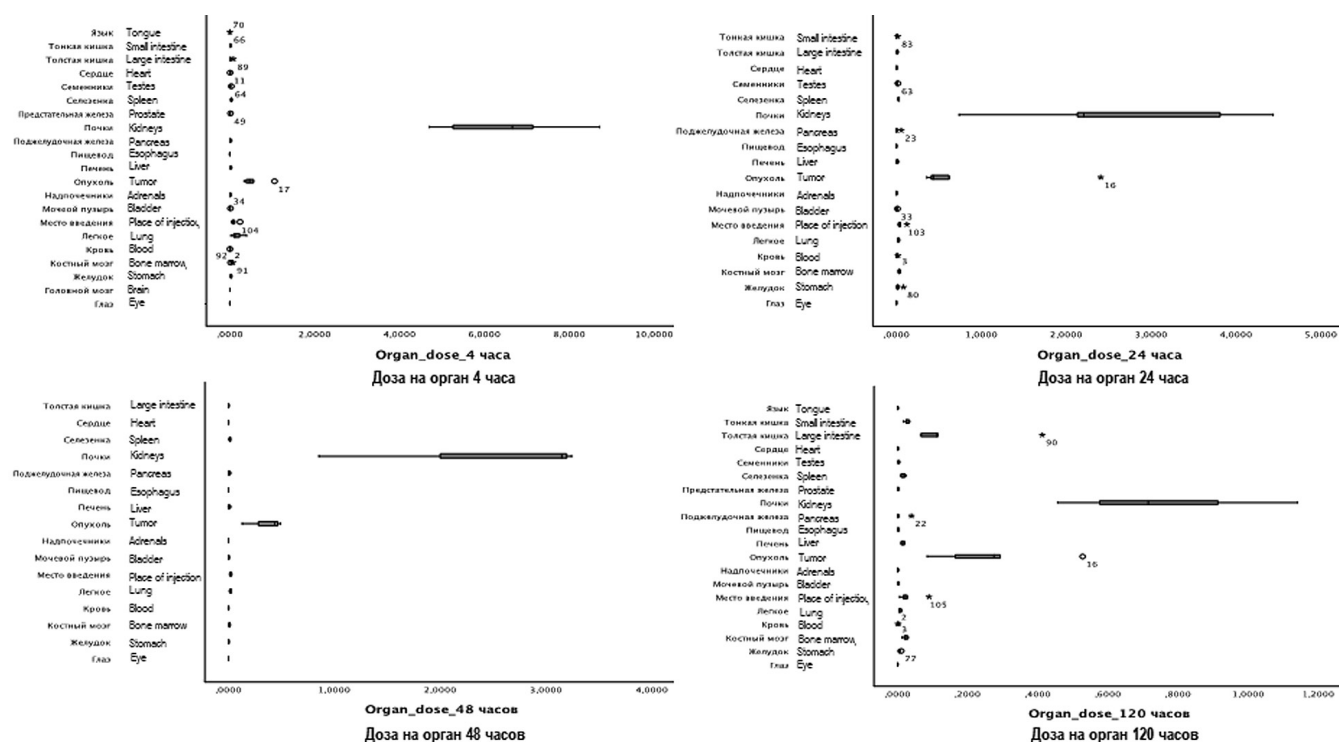 70
Язык Tongue
66
Тонкая кишка Small intestine
Толстая кишка Large intestine
89
Сердце Heart
11
Семенники Testes
64
Селезенка Spleen
Предстательная железа Prostate
49
Почки Kidneys
Поджелудочная железа Pancreas
Пищевод Esophagus
Печень Liver
Опухоль Tumor
17
Надпочечники Adrenals
34
Мочевой пузырь Bladder
Место введения Place of injection,
104
Легкое Lung
Кровь Blood
92 2
Костный мозг Bone marrow,
91
Желудок Stomach
Головной мозг Brain
Глаз Eye
,0000 2,0000 4,0000 6,0000 8,0000 10,0000
Organ_dose_4 часа
Доза на орган 4 часа
Тонкая кишка Small intestine
83
Толстая кишка Large intestine
Сердце Heart
Семенники Testes
63
Селезенка Spleen
Почки Kidneys
Поджелудочная железа Pancreas
23
Пищевод Esophagus
Печень Liver
Опухоль Tumor
16
Надпочечники Adrenals
Мочевой пузырь Bladder
33
Место введения Place of injection
103
Легкое Lung
Кровь Blood
3
Костный мозг Bone marrow
Желудок Stomach
80
Глаз Eye
,0000 1,0000 2,0000 3,0000 4,0000 5,0000
Organ_dose_24 часа
Доза на орган 24 часа
Толстая кишка Large intestine
Сердце Heart
Селезенка Spleen
Почки Kidneys
Поджелудочная железа Pancreas
Пищевод Esophagus
Печень Liver
Опухоль Tumor
Надпочечники Adrenals
Мочевой пузырь Bladder
Место введения Place of injection
Легкое Lung
Кровь Blood
Костный мозг Bone marrow
Желудок Stomach
Глаз Eye
,0000 1,0000 2,0000 3,0000 4,0000
Organ_dose_48 часов
Доза на орган 48 часов
Язык Tongue
Тонкая кишка Small intestine
Толстая кишка Large intestine
90
Сердце Heart
Семенники Testes
Селезенка Spleen
Предстательная железа Prostate
Почки Kidneys
Поджелудочная железа Pancreas
22
Пищевод Esophagus
Печень Liver
Опухоль Tumor
16
Надпочечники Adrenals
Мочевой пузырь Bladder
Место введения Place of injection,
105
Легкое Lung
2
Кровь Blood
3
Костный мозг Bone marrow,
Желудок Stomach
77
Глаз Eye
,0000 ,2000 ,4000 ,6000 ,8000 1,0000 1,2000
Organ_dose_120 часов
Доза на орган 120 часов